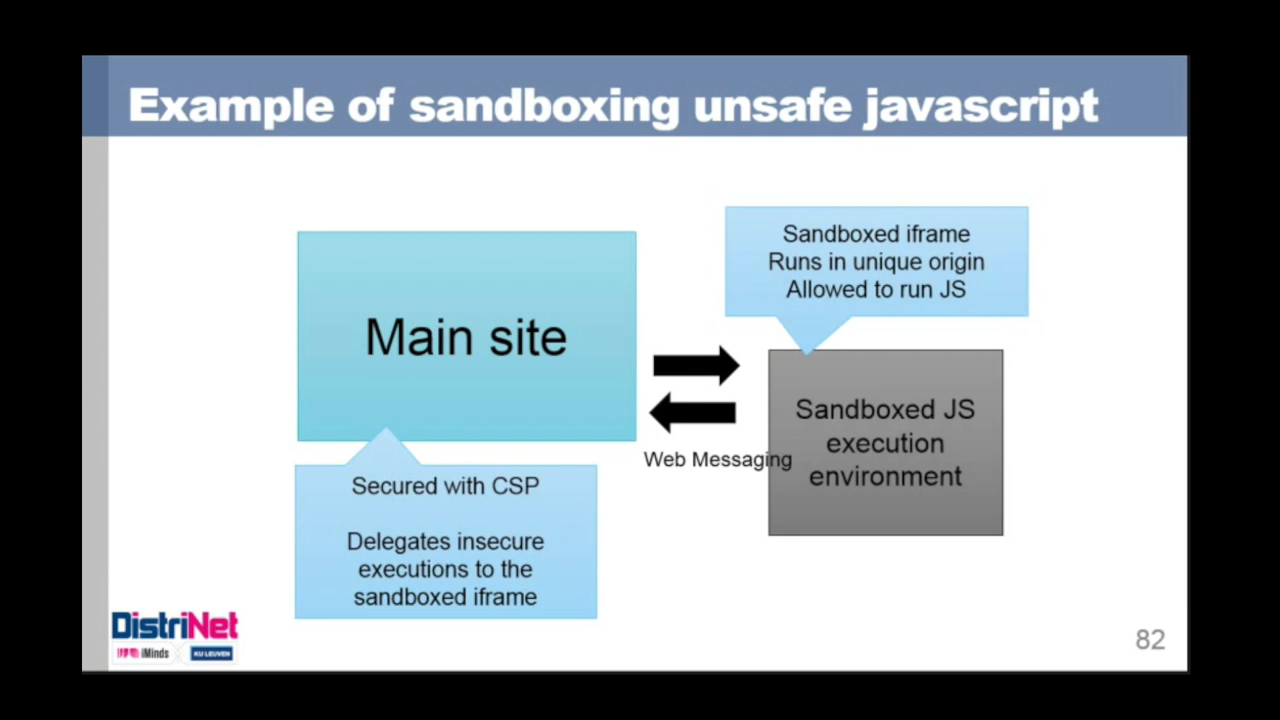 Example of sandboxing unsafe javascript
Sandboxed iframe
Runs in unique origin
Allowed to run JS
Main site
Sandboxed JS
execution
environment
Web Messaging
Secured with CSP
Delegates insecure
executions to the
sandboxed iframe
DistriNet
iMinds
KU LEUVEN
82